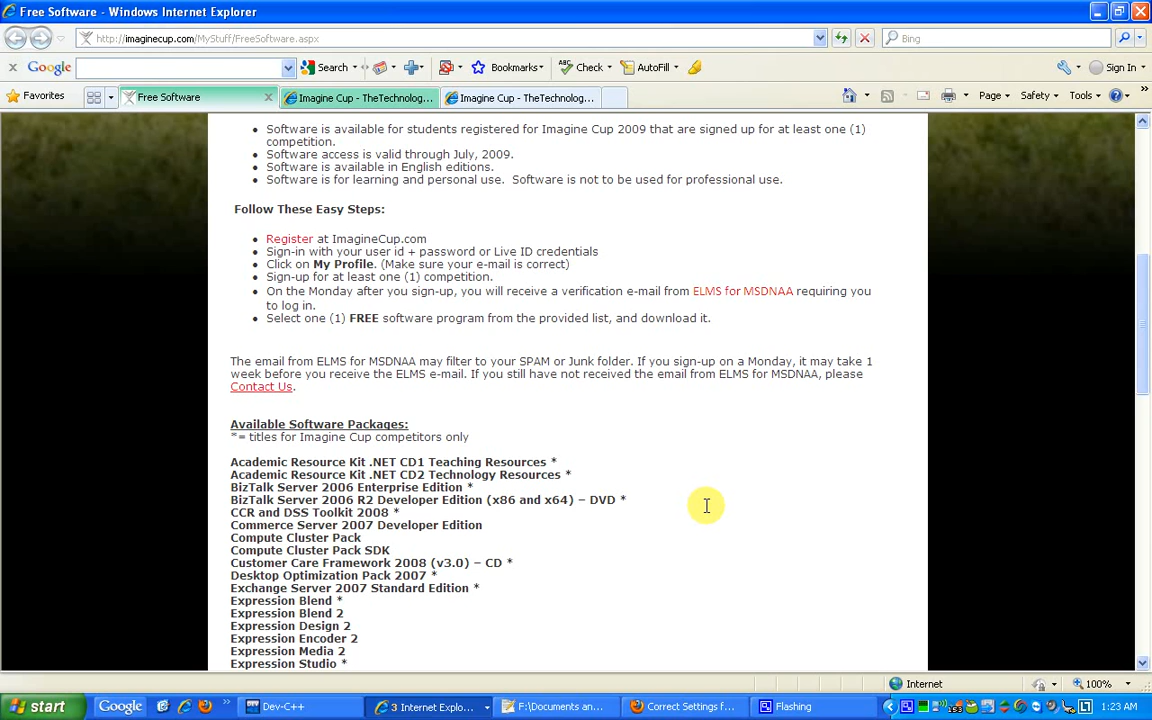 Free Software - Windows Internet Explorer
http://imaginecup.com/MyStuff/FreeSoftware.aspx
Bing
x Google Search Bookmarks Check AutoFill Sign In
Favorites Free Software x Imagine Cup - TheTechnolog... Imagine Cup - TheTechnolog... Page Safety Tools
Software is available for students registered for Imagine Cup 2009 that are signed up for at least one (1)
competition.
Software access is valid through July, 2009.
Software is available in English editions.
Software is for learning and personal use. Software is not to be used for professional use.
Follow These Easy Steps:
Register at ImagineCup.com
Sign-in with your user id + password or Live ID credentials
Click on My Profile. (Make sure your e-mail is correct)
Sign-up for at least one (1) competition.
On the Monday after you sign-up, you will receive a verification e-mail from ELMS for MSDNAA requiring you
to log in.
Select one (1) FREE software program from the provided list, and download it.
The email from ELMS for MSDNAA may filter to your SPAM or Junk folder. If you sign-up on a Monday, it may take 1
week before you receive the ELMS e-mail. If you still have not received the email from ELMS for MSDNAA, please
Contact Us.
Available Software Packages:
*= titles for Imagine Cup competitors only
Academic Resource Kit .NET CD1 Teaching Resources *
Academic Resource Kit .NET CD2 Technology Resources *
BizTalk Server 2006 Enterprise Edition *
BizTalk Server 2006 R2 Developer Edition (x86 and x64) – DVD *
CCR and DSS Toolkit 2008 *
Commerce Server 2007 Developer Edition
Compute Cluster Pack
Compute Cluster Pack SDK
Customer Care Framework 2008 (v3.0) – CD *
Desktop Optimization Pack 2007 *
Exchange Server 2007 Standard Edition *
Expression Blend *
Expression Blend 2
Expression Design 2
Expression Encoder 2
Expression Media 2
Expression Studio *
Internet 100%
start Google Dev-C++ 3 Internet Explo... F:\Documents an... Correct Settings f... Flashing 1:23 AM